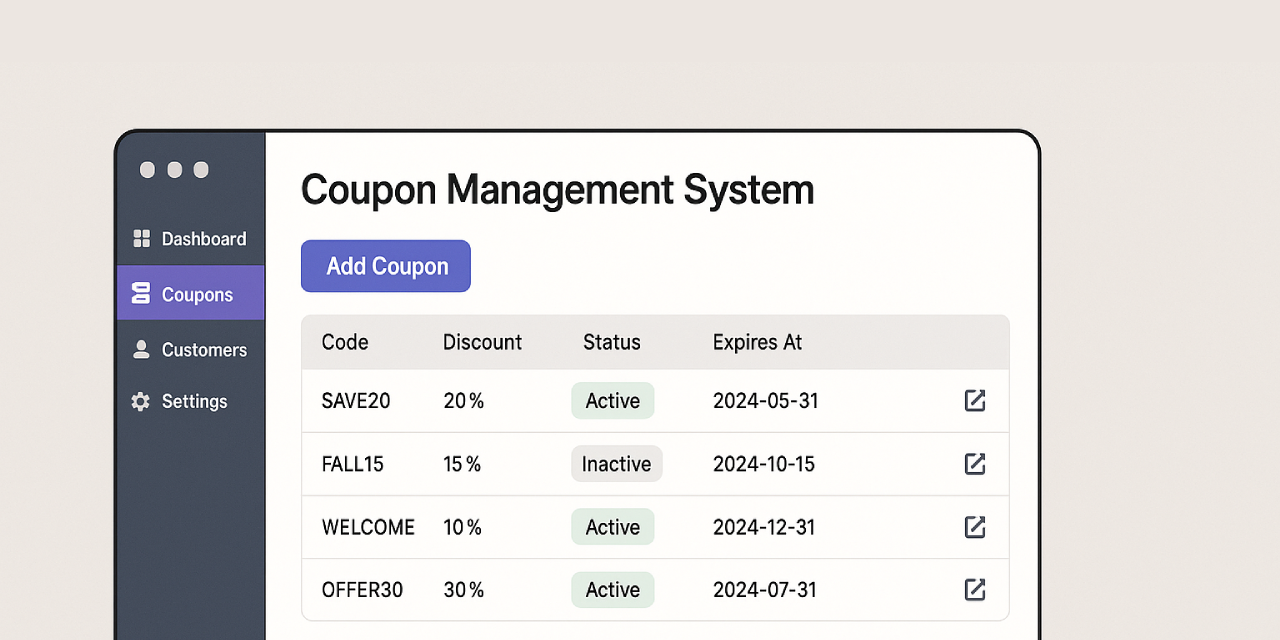 Coupon Management System
Dashboard
Coupons
Customers
Settings
Add Coupon
Code Discount Status Expires At
SAVE20 20% Active 2024-05-31
FALL15 15% Inactive 2024-10-15
WELCOME 10% Active 2024-12-31
OFFER30 30% Active 2024-07-31